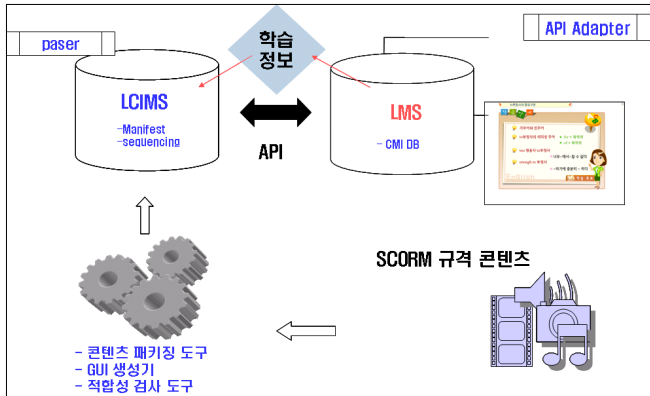 paser
학습
정보
API Adapter
LCIMS
-Manifest
-sequencing
API
LMS
- CMI DB
SCORM 규격 콘텐츠
- 콘텐츠 패키징 도구
- GUI 생성기
- 적합성 검사 도구